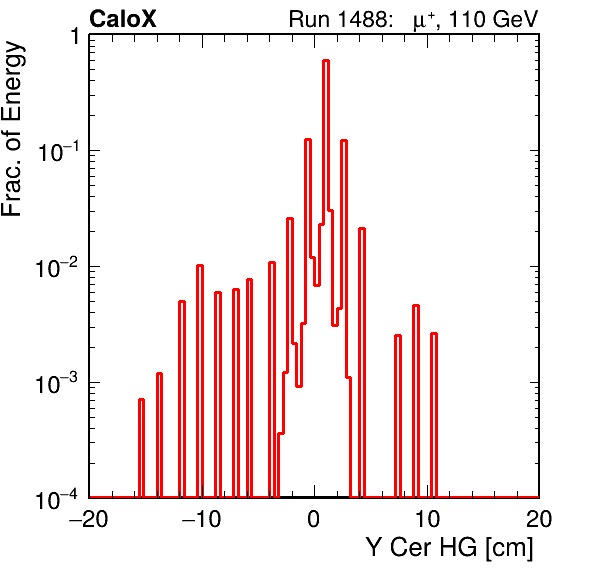 CaloX Run 1488: μ⁺, 110 GeV
Frac. of Energy
1
10⁻¹
10⁻²
10⁻³
10⁻⁴
−20 −10 0 10 20
Y Cer HG [cm]